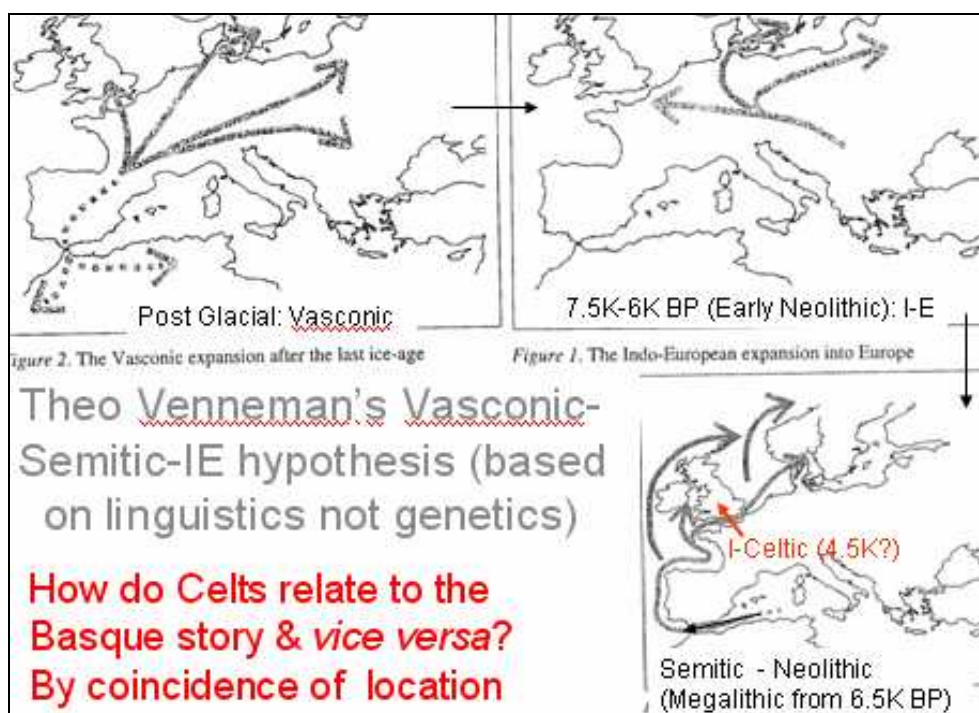 Post Glacial: Vasconic
7.5K-6K BP (Early Neolithic): I-E
igure 2. The Vasconic expansion after the last ice-age
Figure 1. The Indo-European expansion into Europe
Theo Venneman's Vasconic-
Semitic-IE hypothesis (based
on linguistics not genetics)
How do Celts relate to the
Basque story & vice versa?
By coincidence of location
I-Celtic (4.5K?)
Semitic - Neolithic
(Megalithic from 6.5K BP)